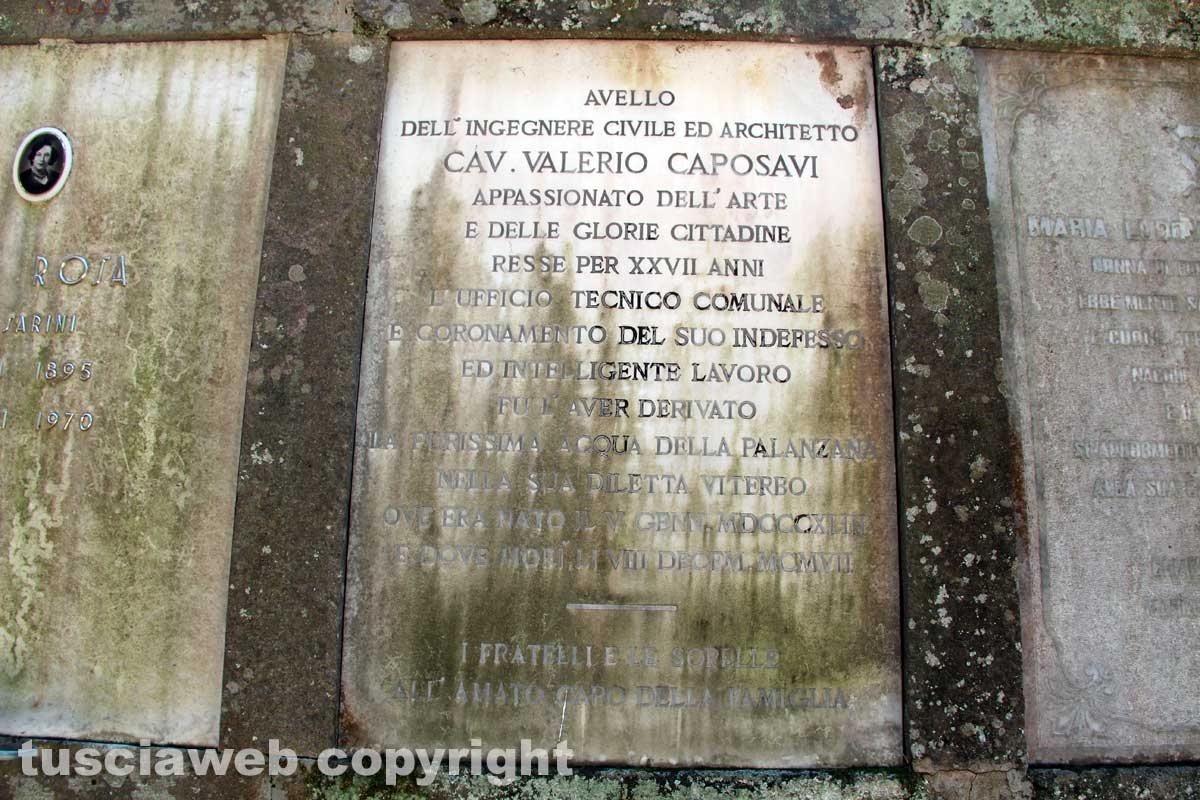 ROSA
SARINI
1895
1970
AVELLO
DELL'INGEGNERE CIVILE ED ARCHITETTO
CAV. VALERIO CAPOSAVI
APPASSIONATO DELL'ARTE
E DELLE GLORIE CITTADINE
RESSE PER XXVII ANNI
L'UFFICIO TECNICO COMUNALE
E CORONAMENTO DEL SUO INDEFESSO
ED INTELLIGENTE LAVORO
FU L'AVER DERIVATO
LA PURISSIMA ACQUA DELLA PALANZANA
NELLA SUA DILETTA VITERBO
OVE ERA NATO IL V GENN.
E DOVE MORÌ LI VIII DECEM. MCMVII
I FRATELLI E LE SORELLE
ALL'AMATO CAPO DELLA FAMIGLIA
MARIA
tusciaweb copyright